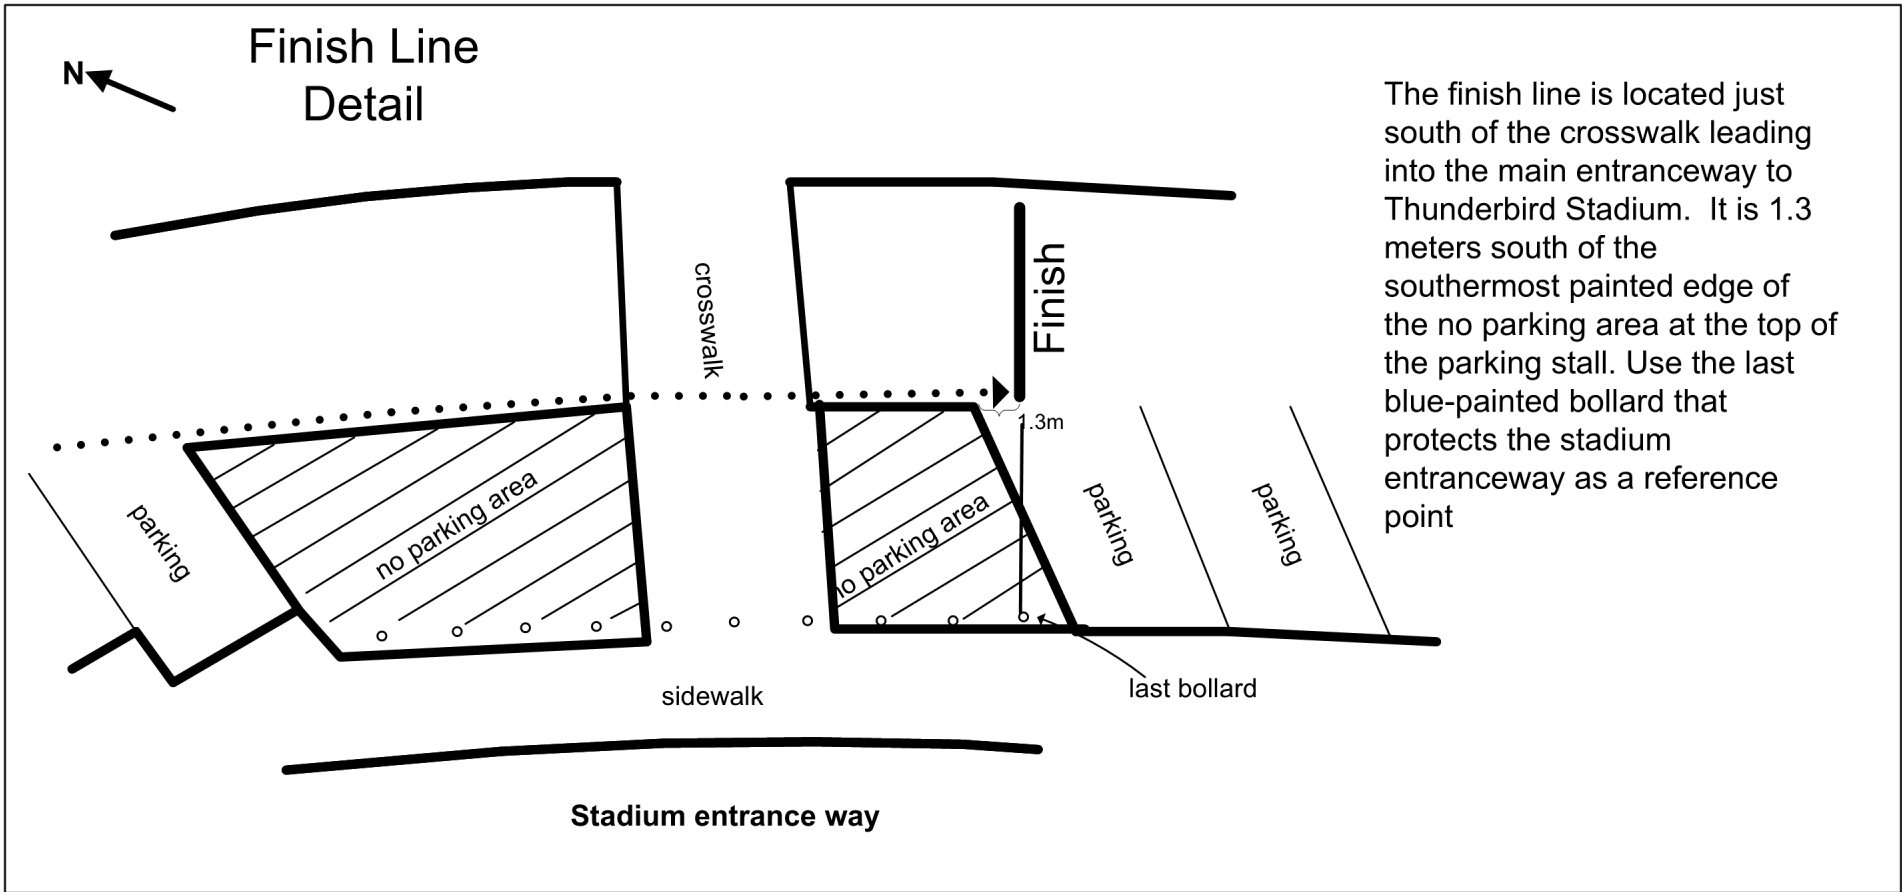 Finish Line
Detail
N
The finish line is located just
south of the crosswalk leading
into the main entranceway to
Thunderbird Stadium.  It is 1.3
meters south of the
southermost painted edge of
the no parking area at the top of
the parking stall. Use the last
blue-painted bollard that
protects the stadium
entranceway as a reference
point
crosswalk
Finish
1.3m
parking
no parking area
no parking area
parking
parking
last bollard
sidewalk
Stadium entrance way